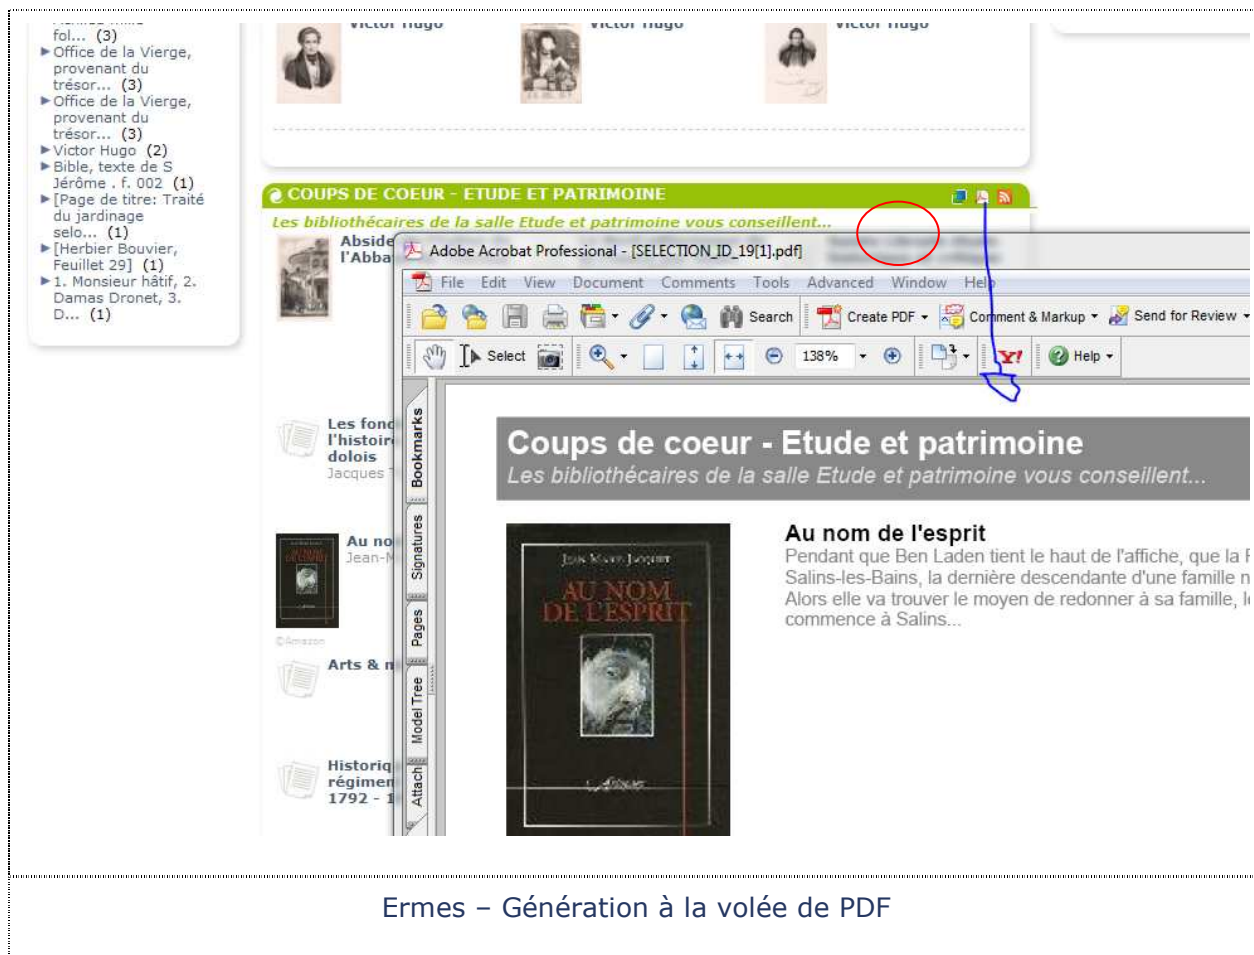 fol... (3)
►Office de la Vierge,
provenant du
trésor... (3)
►Office de la Vierge,
provenant du
trésor... (3)
►Victor Hugo (2)
►Bible, texte de S
Jérôme . f. 002 (1)
►[Page de titre: Traité
du jardinage
selo... (1)
►[Herbier Bouvier,
Feuillet 29] (1)
►1. Monsieur hâtif, 2.
Damas Dronet, 3.
D... (1)
Victor Hugo
Victor Hugo
Victor Hugo
COUPS DE COEUR - ETUDE ET PATRIMOINE
Les bibliothécaires de la salle Etude et patrimoine vous conseillent...
Abside
l'Abba
Les fond
l'histoire
dolois
Jacques
Au no
Jean-M
©Amazon
Arts & m
Historiq
régimen
1792 - 1
Adobe Acrobat Professional - [SELECTION_ID_19[1].pdf]
File Edit View Document Comments Tools Advanced Window Help
Search Create PDF Comment & Markup Send for Review
Select 138% Y! Help
Bookmarks
Signatures
Pages
Model Tree
Attach
Coups de coeur - Etude et patrimoine
Les bibliothécaires de la salle Etude et patrimoine vous conseillent...
JEAN-MARIE JACQUET
AU NOM
DE L'ESPRIT
Au nom de l'esprit
Pendant que Ben Laden tient le haut de l'affiche, que la F
Salins-les-Bains, la dernière descendante d'une famille n
Alors elle va trouver le moyen de redonner à sa famille, le
commence à Salins...
Ermes – Génération à la volée de PDF